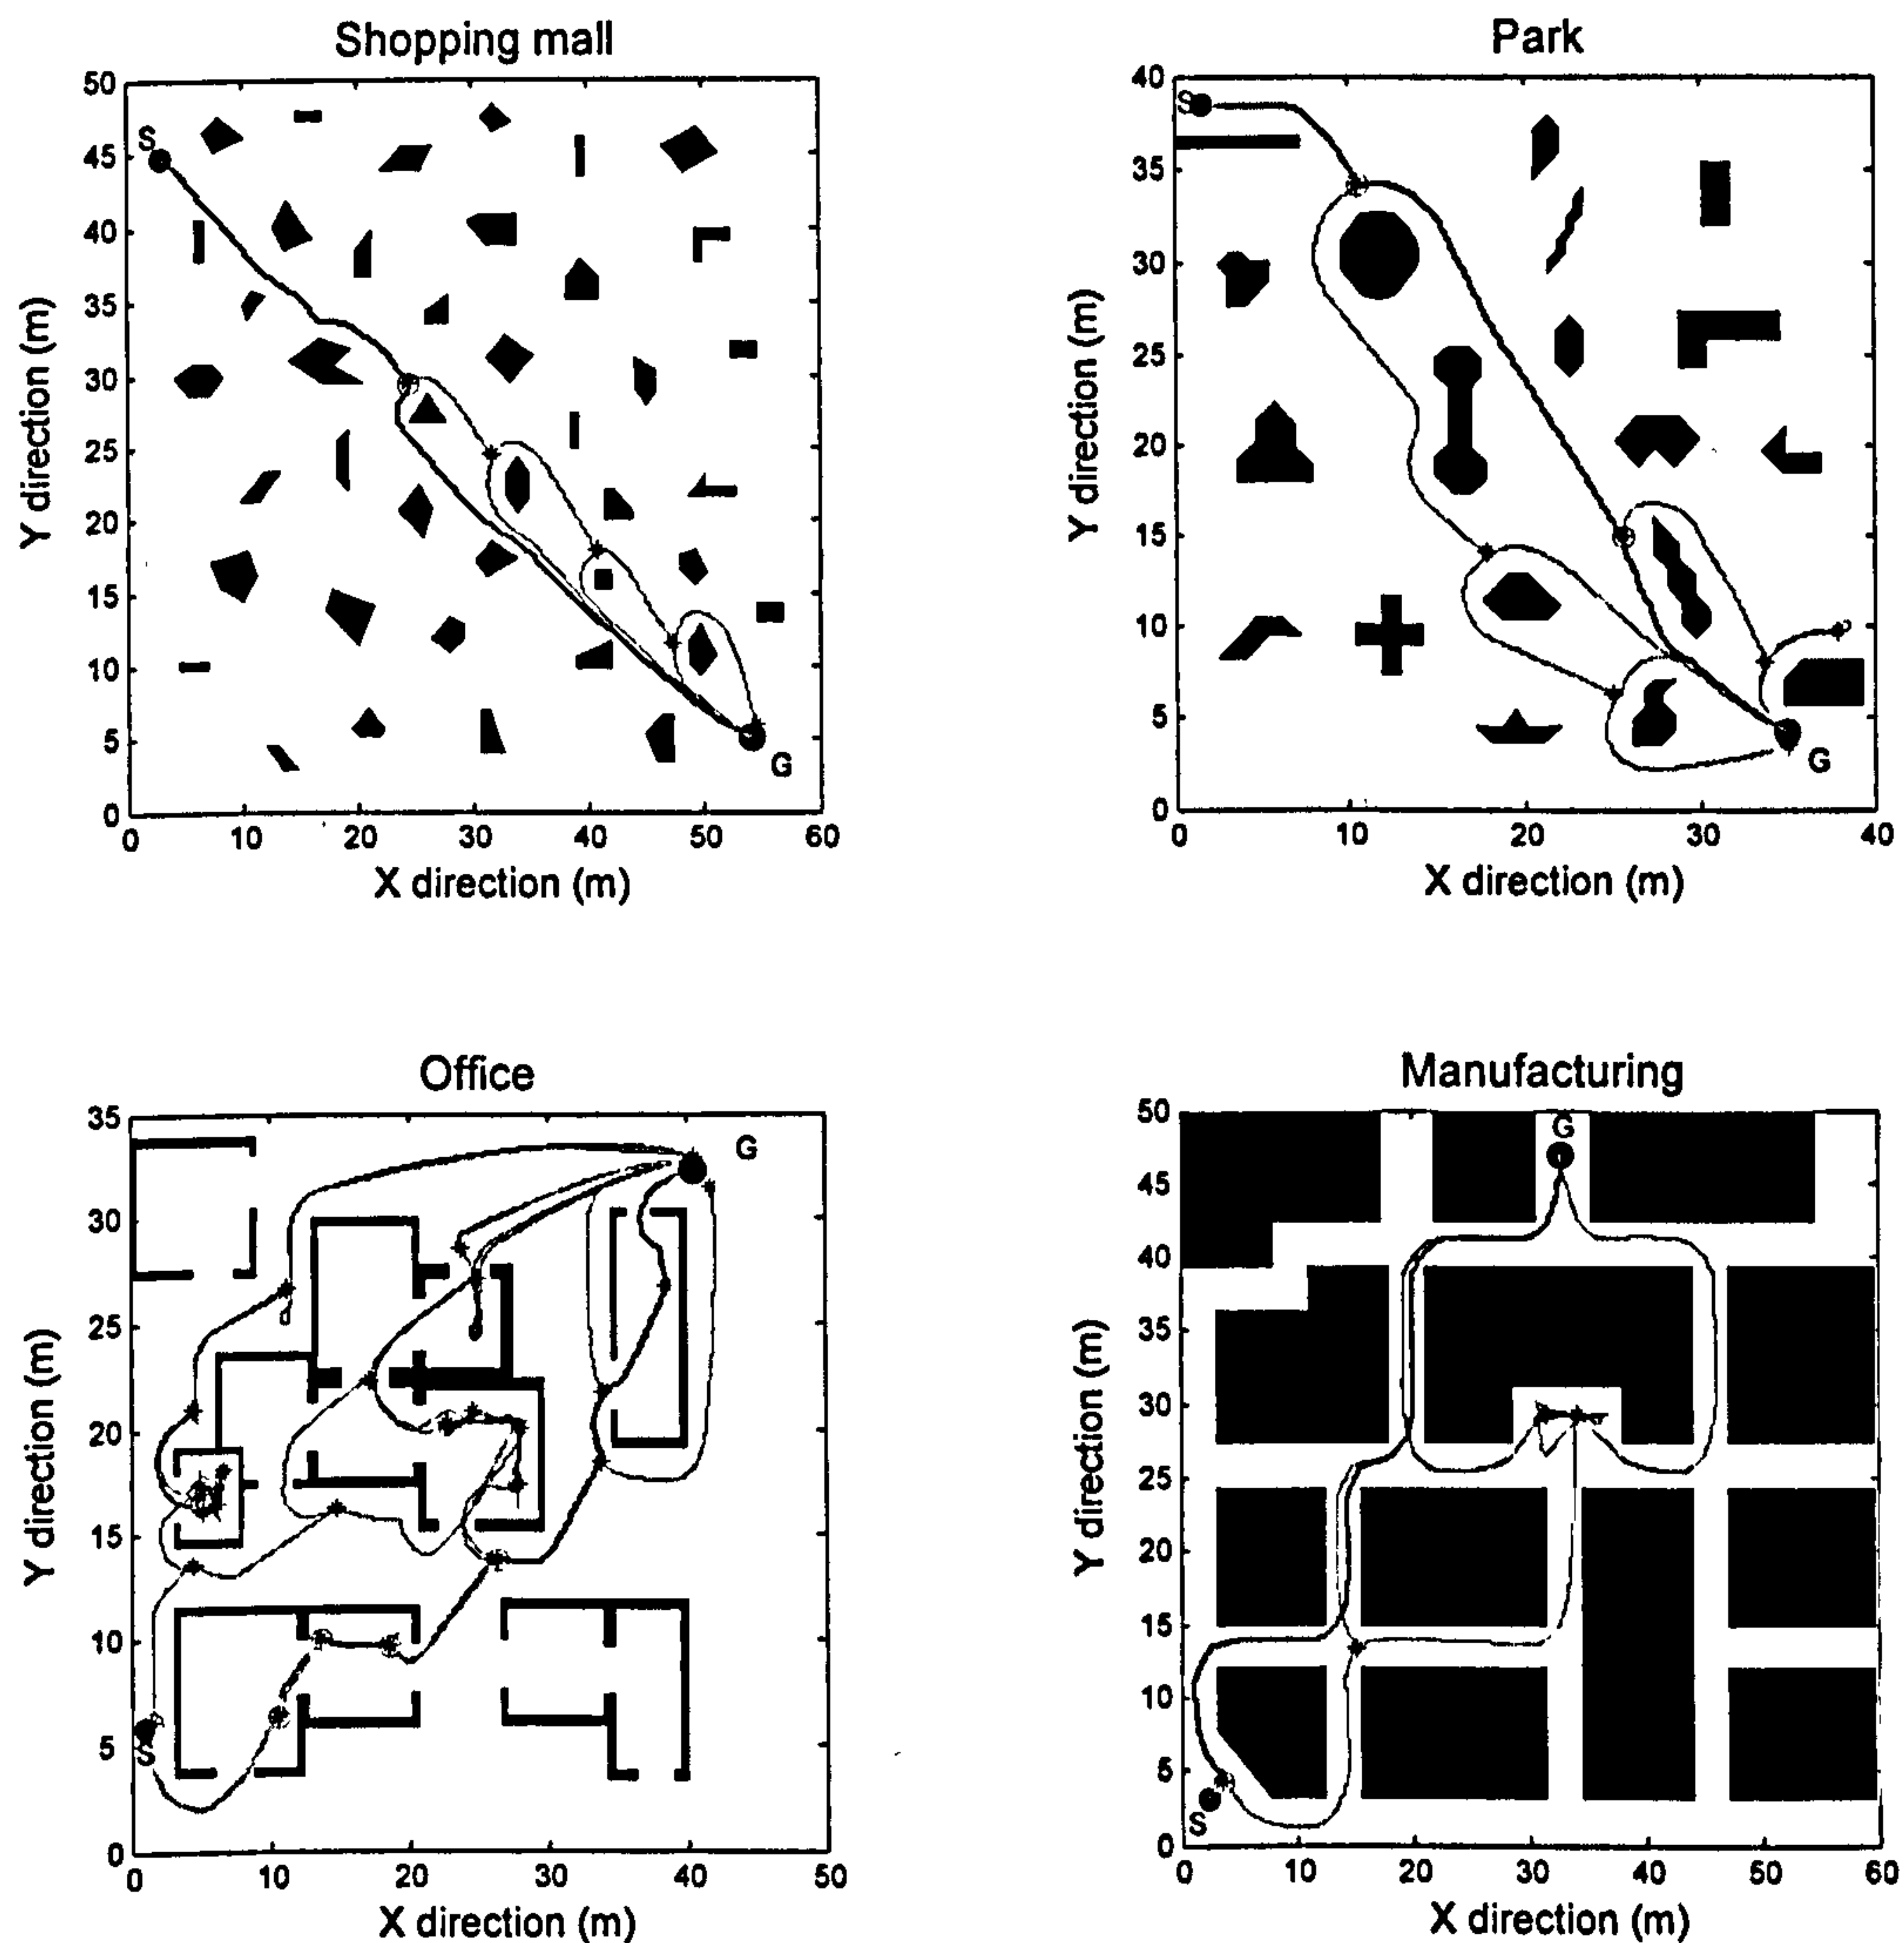 Shopping mall
50
45
40
35
30
25
20
15
10
5
0
S
G
0 10 20 30 40 50 60
X direction (m)
Y direction (m)
Park
40
35
30
25
20
15
10
5
0
S
G
0 10 20 30 40
X direction (m)
Y direction (m)
Office
35
30
25
20
15
10
5
0
G
S
0 10 20 30 40 50
X direction (m)
Y direction (m)
Manufacturing
50
45
40
35
30
25
20
15
10
5
0
G
S
0 10 20 30 40 50 60
X direction (m)
Y direction (m)